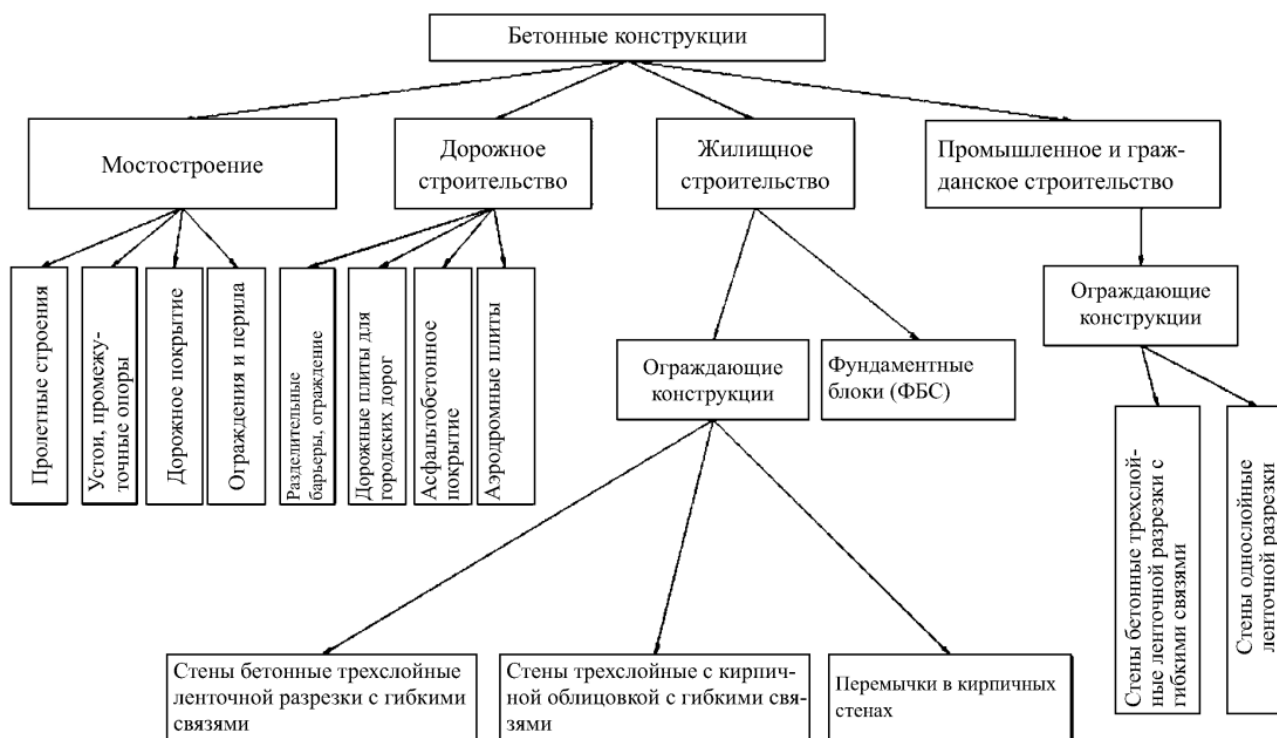 Бетонные конструкции
Мостостроение
Дорожное
строительство
Жилищное
строительство
Промышленное и граж-
данское строительство
Пролетные строения
Устои, промежу-
точные опоры
Дорожное покрытие
Ограждения и перила
Разделительные
барьеры, ограждение
Дорожные плиты для
городских дорог
Асфальтобетонное
покрытие
Аэродромные плиты
Ограждающие
конструкции
Фундаментные
блоки (ФБС)
Ограждающие
конструкции
Стены бетонные трехслой-
ные ленточной разрезки с
гибкими связями
Стены однослойные
ленточной разрезки
Стены бетонные трехслойные
ленточной разрезки с гибкими
связями
Стены трехслойные с кирпич-
ной облицовкой с гибкими свя-
зями
Перемычки в кирпичных
стенах